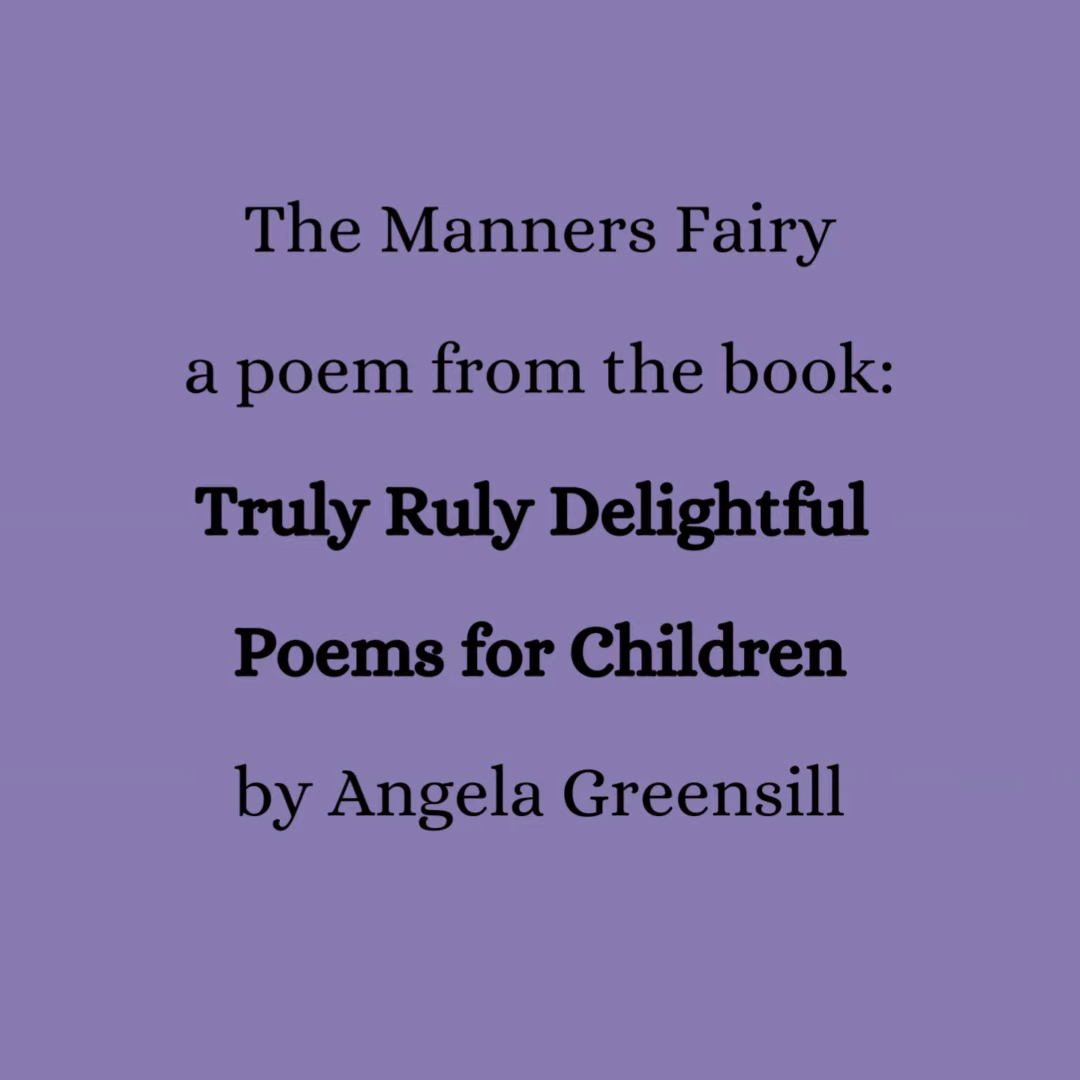 The Manners Fairy
a poem from the book:
Truly Ruly Delightful
Poems for Children
by Angela Greensill